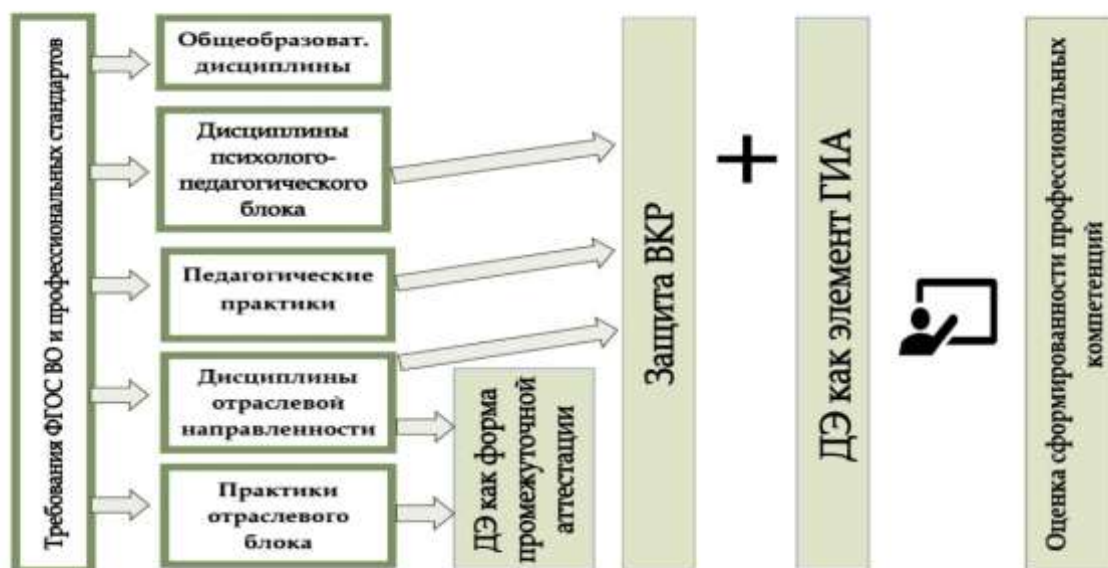 Требования ФГОС ВО и профессиональных стандартов
Общеобразоват.
дисциплины
Дисциплины
психолого-
педагогического
блока
Педагогические
практики
Дисциплины
отраслевой
направленности
Практики
отраслевого
блока
ДЭ как форма
промежуточной
аттестации
Защита ВКР
+
ДЭ как элемент ГИА
Оценка сформированности профессиональных
компетенций